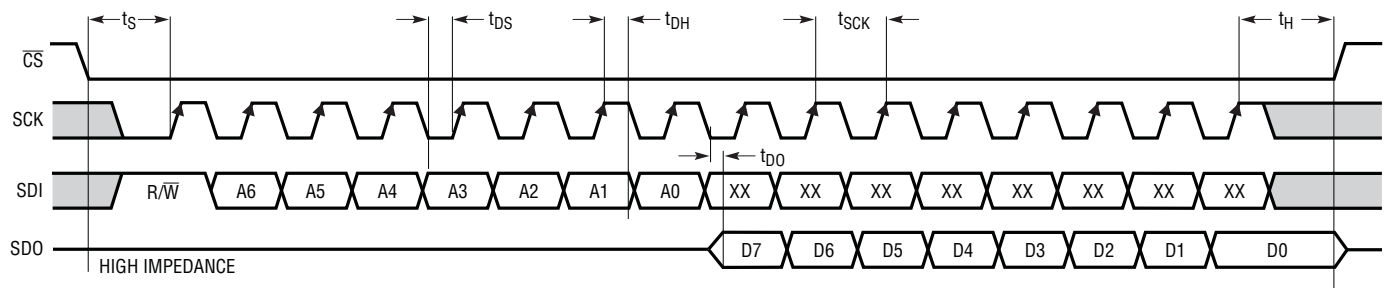 tS tDS tDH tSCK tH
CS
SCK
tDO
SDI R/W A6 A5 A4 A3 A2 A1 A0 XX XX XX XX XX XX XX XX
SDO D7 D6 D5 D4 D3 D2 D1 D0
HIGH IMPEDANCE